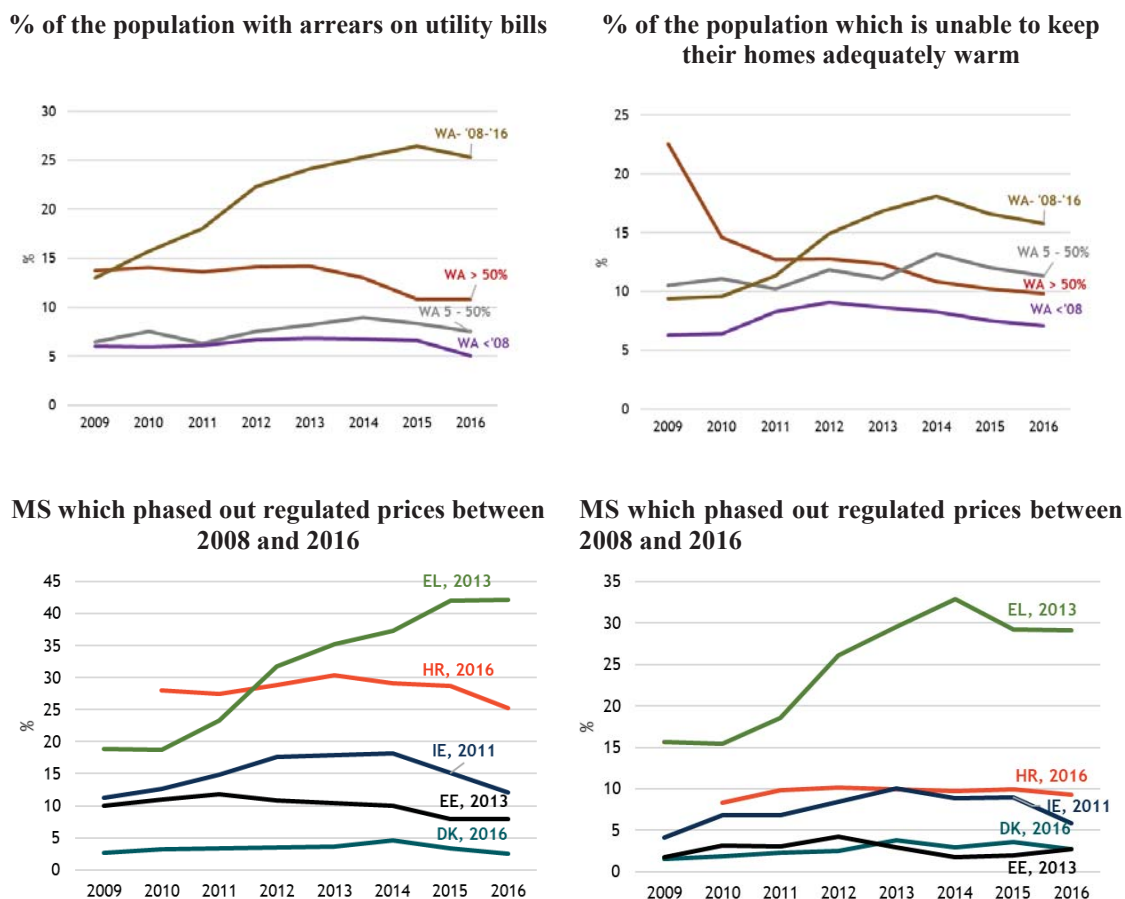 % of the population with arrears on utility bills
% of the population which is unable to keep
their homes adequately warm
30
25
20
15
10
5
0
%
WA- '08-'16
WA > 50%
WA 5 - 50%
WA <'08
2009 2010 2011 2012 2013 2014 2015 2016
25
20
15
10
5
0
%
WA- '08-'16
WA 5 - 50%
WA > 50%
WA <'08
2009 2010 2011 2012 2013 2014 2015 2016
MS which phased out regulated prices between
2008 and 2016
MS which phased out regulated prices between
2008 and 2016
45
40
35
30
25
20
15
10
5
0
%
EL, 2013
HR, 2016
IE, 2011
EE, 2013
DK, 2016
2009 2010 2011 2012 2013 2014 2015 2016
35
30
25
20
15
10
5
0
%
EL, 2013
HR, 2016
IE, 2011
DK, 2016
EE, 2013
2009 2010 2011 2012 2013 2014 2015 2016